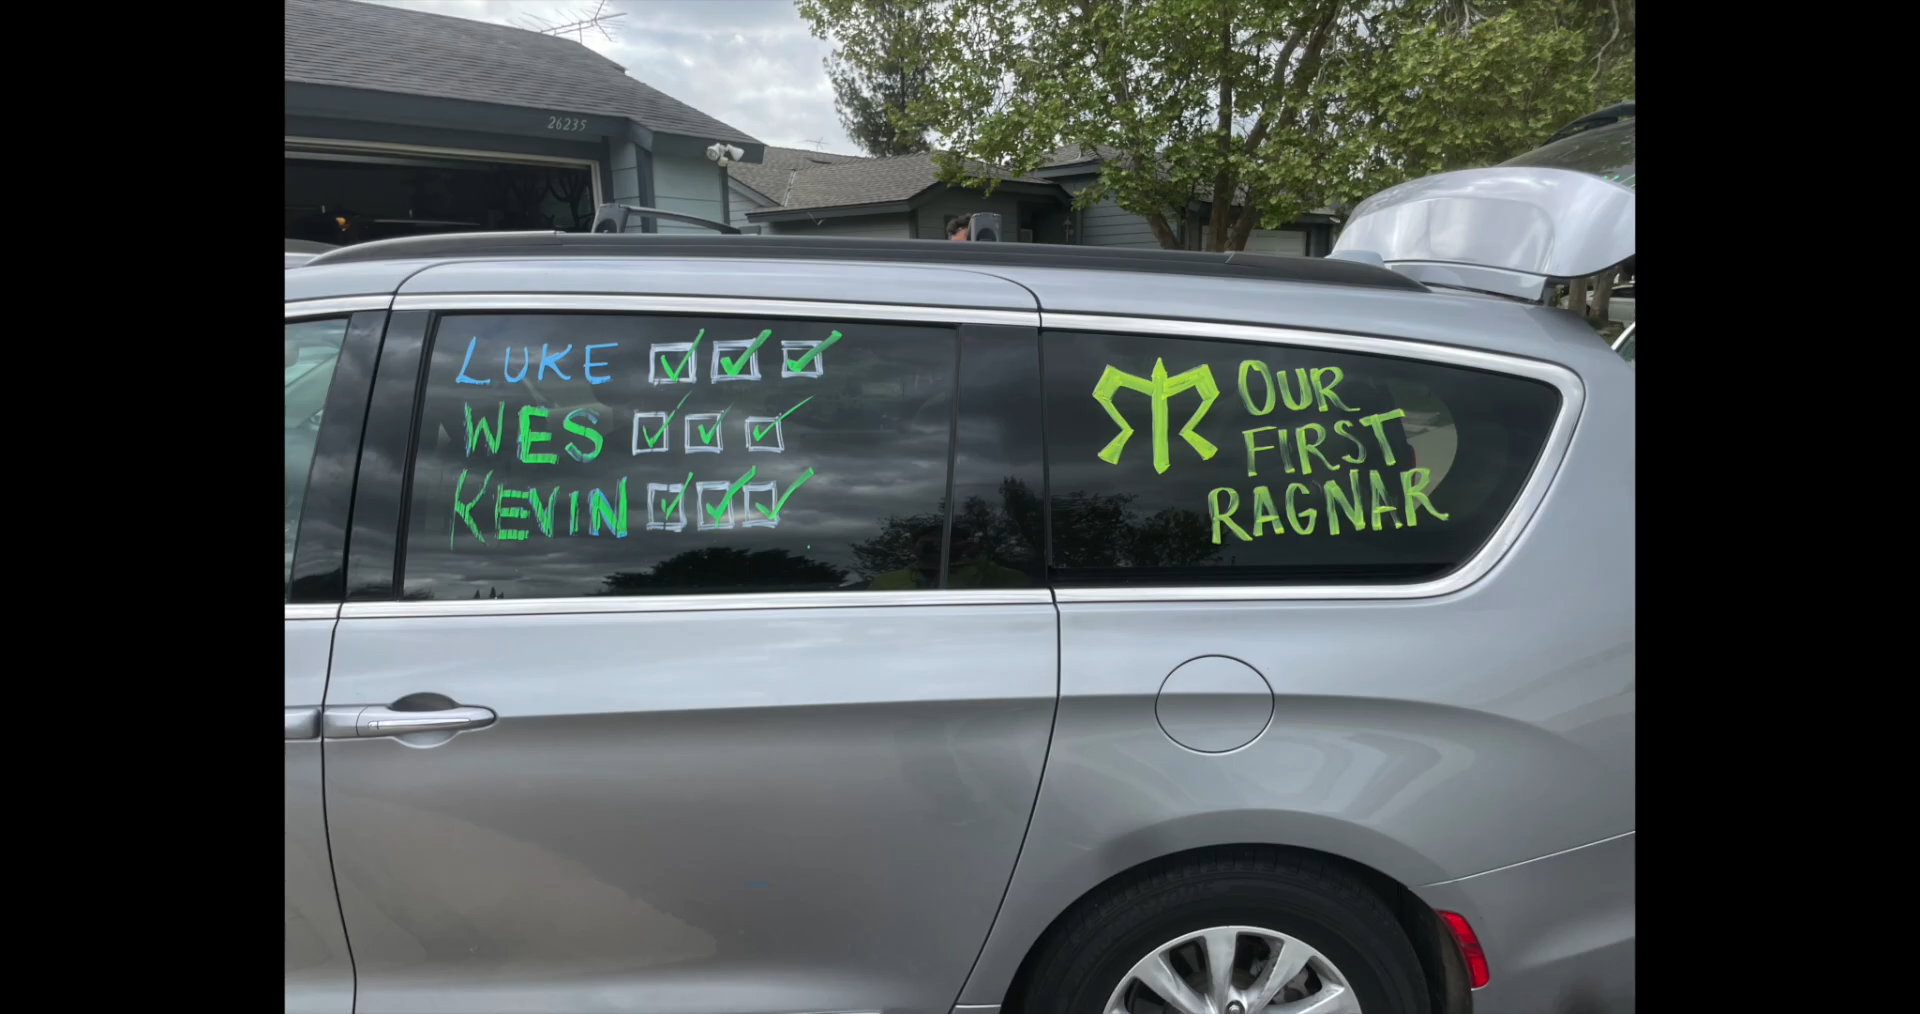 26235
LUKE ☑ ☑ ☑
WES ☑ ☑ ☑
KEVIN ☑ ☑ ☑
OUR
FIRST
RAGNAR